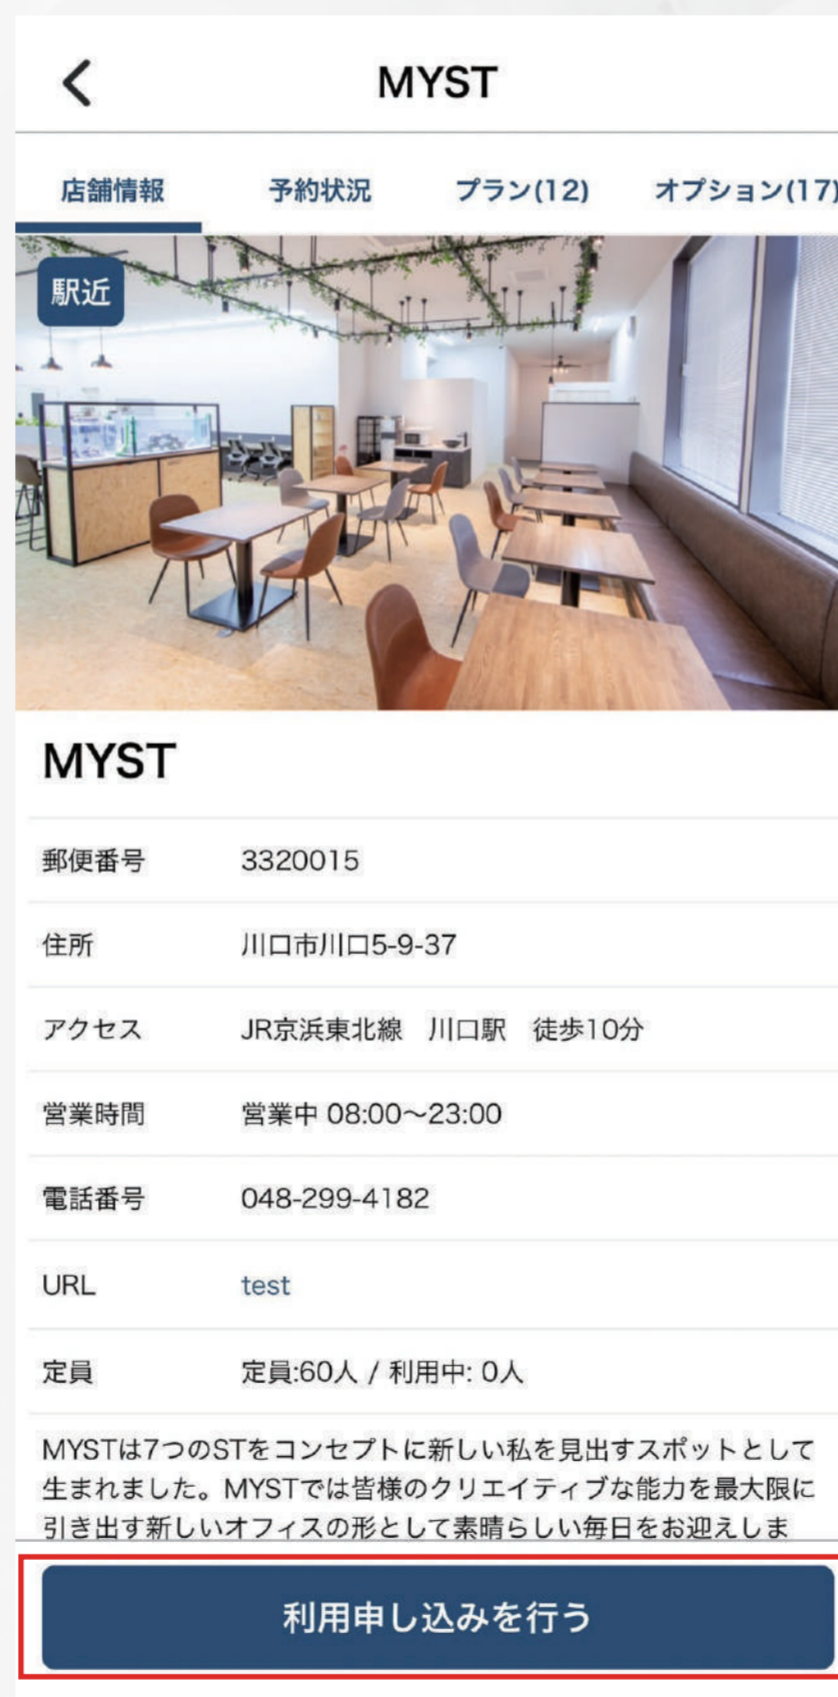 MYST
店舗情報 予約状況 プラン(12) オプション(17)
駅近
MYST
郵便番号 3320015
住所 川口市川口5-9-37
アクセス JR京浜東北線 川口駅 徒歩10分
営業時間 営業中 08:00〜23:00
電話番号 048-299-4182
URL test
定員 定員:60人 / 利用中: 0人
MYSTは7つのSTをコンセプトに新しい私を見出すスポットとして
生まれました。MYSTでは皆様のクリエイティブな能力を最大限に
引き出す新しいオフィスの形として素晴らしい毎日をお迎えしま
利用申し込みを行う